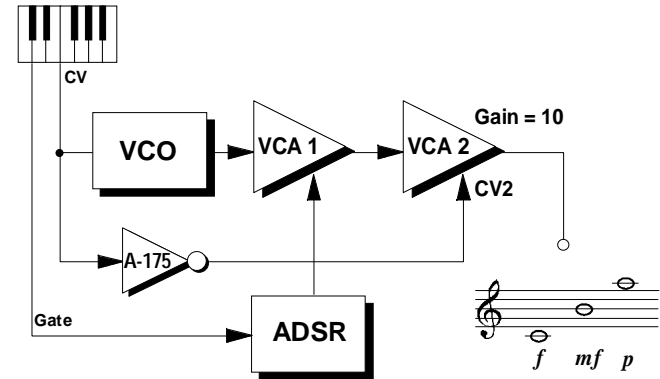 CV
Gain = 10
VCO
VCA 1
VCA 2
CV2
A-175
Gate
ADSR
f mf p